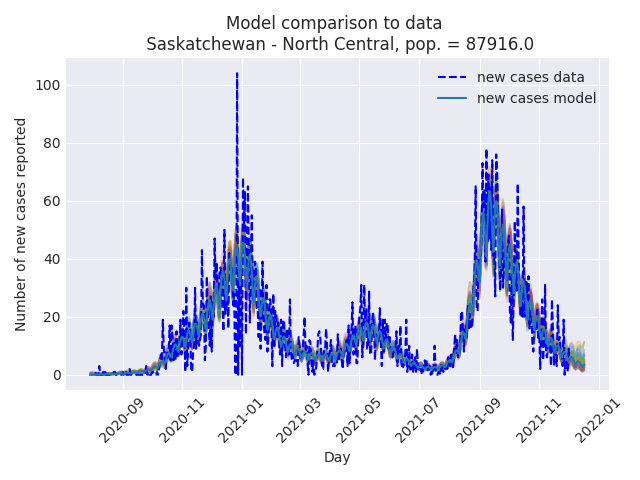 Model comparison to data
Saskatchewan - North Central, pop. = 87916.0
new cases data
new cases model
Number of new cases reported
100
80
60
40
20
0
2020-09
2020-11
2021-01
2021-03
2021-05
2021-07
2021-09
2021-11
2022-01
Day